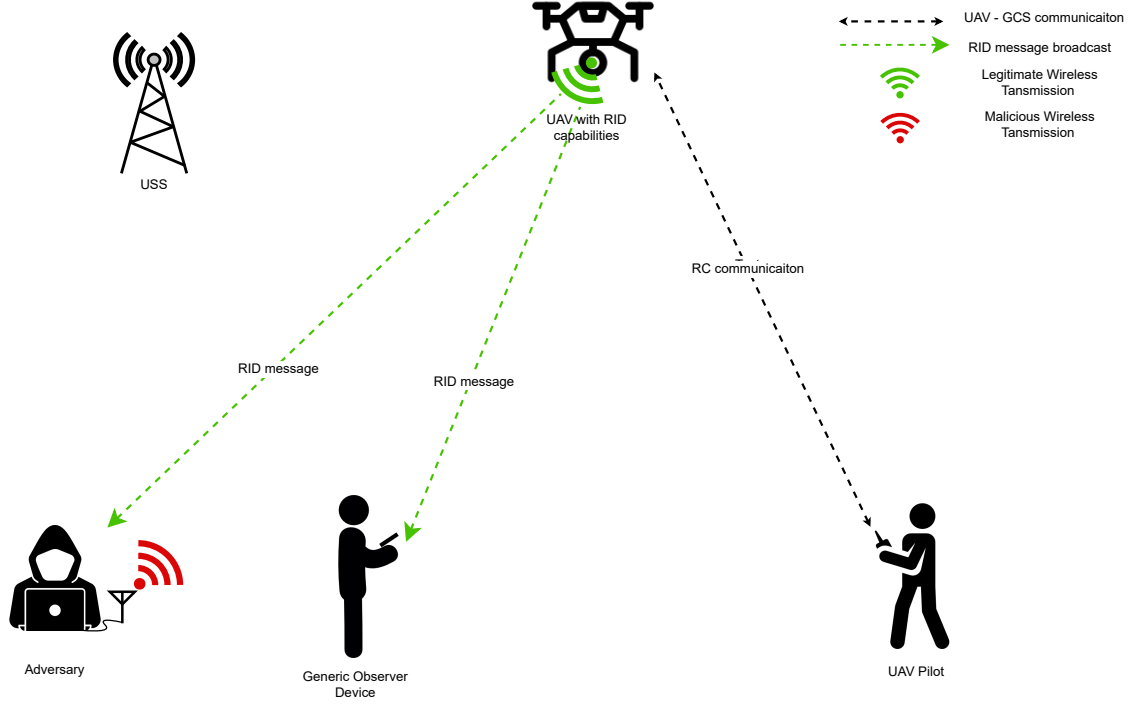 UAV - GCS communicaiton
RID message broadcast
Legitimate Wireless
Tansmission
Malicious Wireless
Tansmission
UAV with RID
capabilities
USS
RC communicaiton
RID message
RID message
Adversary
Generic Observer
Device
UAV Pilot